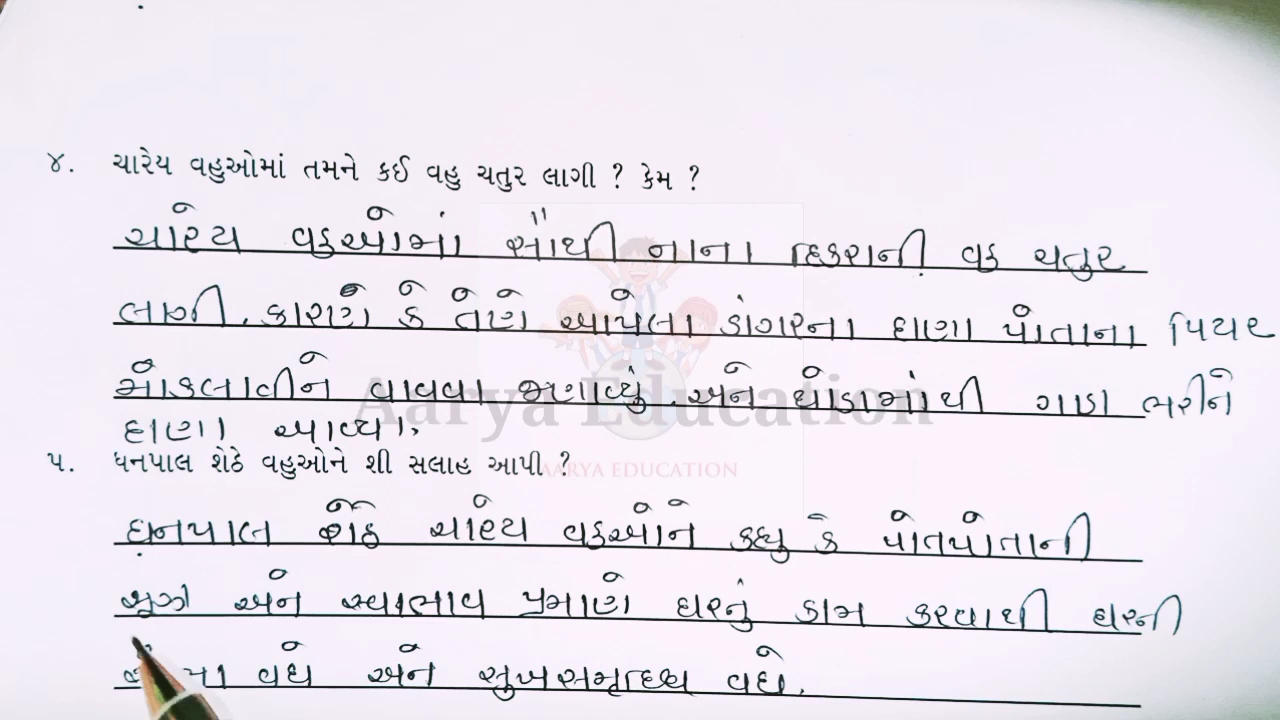 ૪. ચારેય વહુઓમાં તમને કઈ વહુ ચતુર લાગી ? કેમ ?
ચારેય વહુઓમાં સૌથી નાના દિકરાની વહુ ચતુર
લાગી. કારણે કે તેણે આપેલા ડાંગરના દાણા પોતાના પિયર
મોકલાવીને વાવવા જણાવ્યું. અને ઘોડામાંથી ગાડા ભરીને
દાણા આવ્યા.
Aarya Education
AARYA EDUCATION
૫. ધનપાલ શેઠે વહુઓને શી સલાહ આપી ?
ધનપાલ શેઠે ચારેય વહુઓને કહ્યુ કે પોતપોતાની
સૂઝ અને સ્વાભાવ પ્રમાણે ઘરનું કામ કરવાથી ઘરની
વધે અને સુખસમૃધ્ધિ વધે.